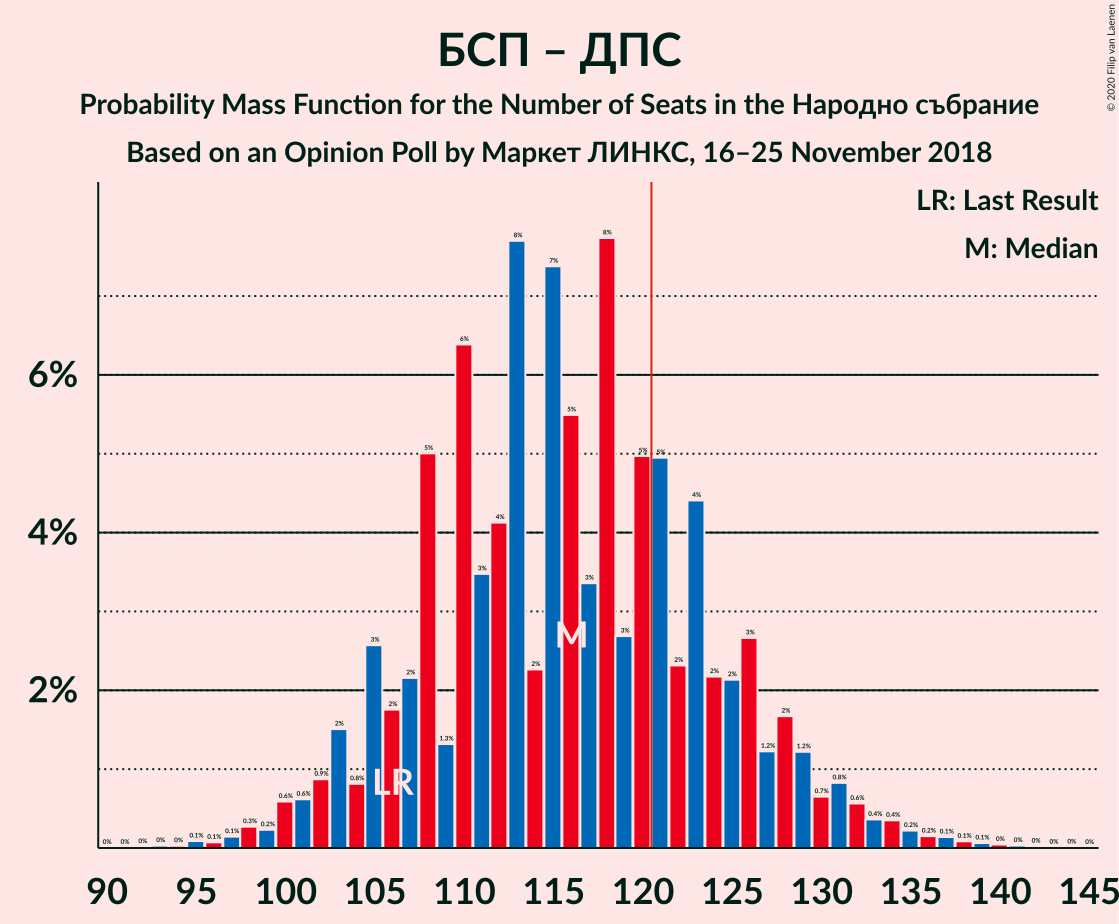 БСП – ДПС
Probability Mass Function for the Number of Seats in the Народно събрание
Based on an Opinion Poll by Маркет ЛИНКС, 16–25 November 2018
© 2020 Filip van Laenen
LR: Last Result
M: Median
6%
4%
2%
0% 0% 0% 0% 0% 0.1% 0.1% 0.1% 0.3% 0.2% 0.6% 0.6% 0.9% 2% 0.8% 3% 2% 2% 5% 1.3% 6% 3% 4% 8% 2% 7% 5% 3% 8% 3% 5% 5% 2% 4% 2% 2% 3% 1.2% 2% 1.2% 0.7% 0.8% 0.6% 0.4% 0.4% 0.2% 0.2% 0.1% 0.1% 0.1% 0% 0% 0% 0% 0% 0%
M
LR
90 95 100 105 110 115 120 125 130 135 140 145